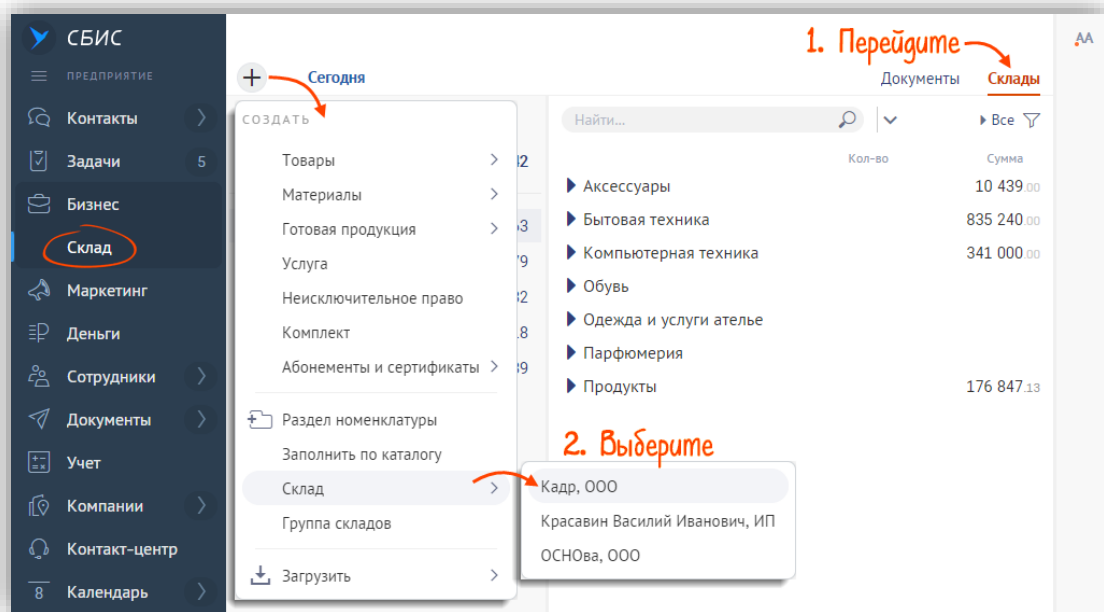 СБИС
ПРЕДПРИЯТИЕ
Контакты
Задачи 5
Бизнес
Склад
Маркетинг
Деньги
Сотрудники
Документы
Учет
Компании
Контакт-центр
8 Календарь
1. Перейдите
АА
+ Сегодня
Документы Склады
СОЗДАТЬ
Товары
Материалы
Готовая продукция
Услуга
Неисключительное право
Комплект
Абонементы и сертификаты
Раздел номенклатуры
Заполнить по каталогу
Склад
Группа складов
Загрузить
Найти...
Все
Кол-во Сумма
Аксессуары 10 439.00
Бытовая техника 835 240.00
Компьютерная техника 341 000.00
Обувь
Одежда и услуги ателье
Парфюмерия
Продукты 176 847.13
2. Выберите
Кадр, ООО
Красавин Василий Иванович, ИП
ОСНОва, ООО